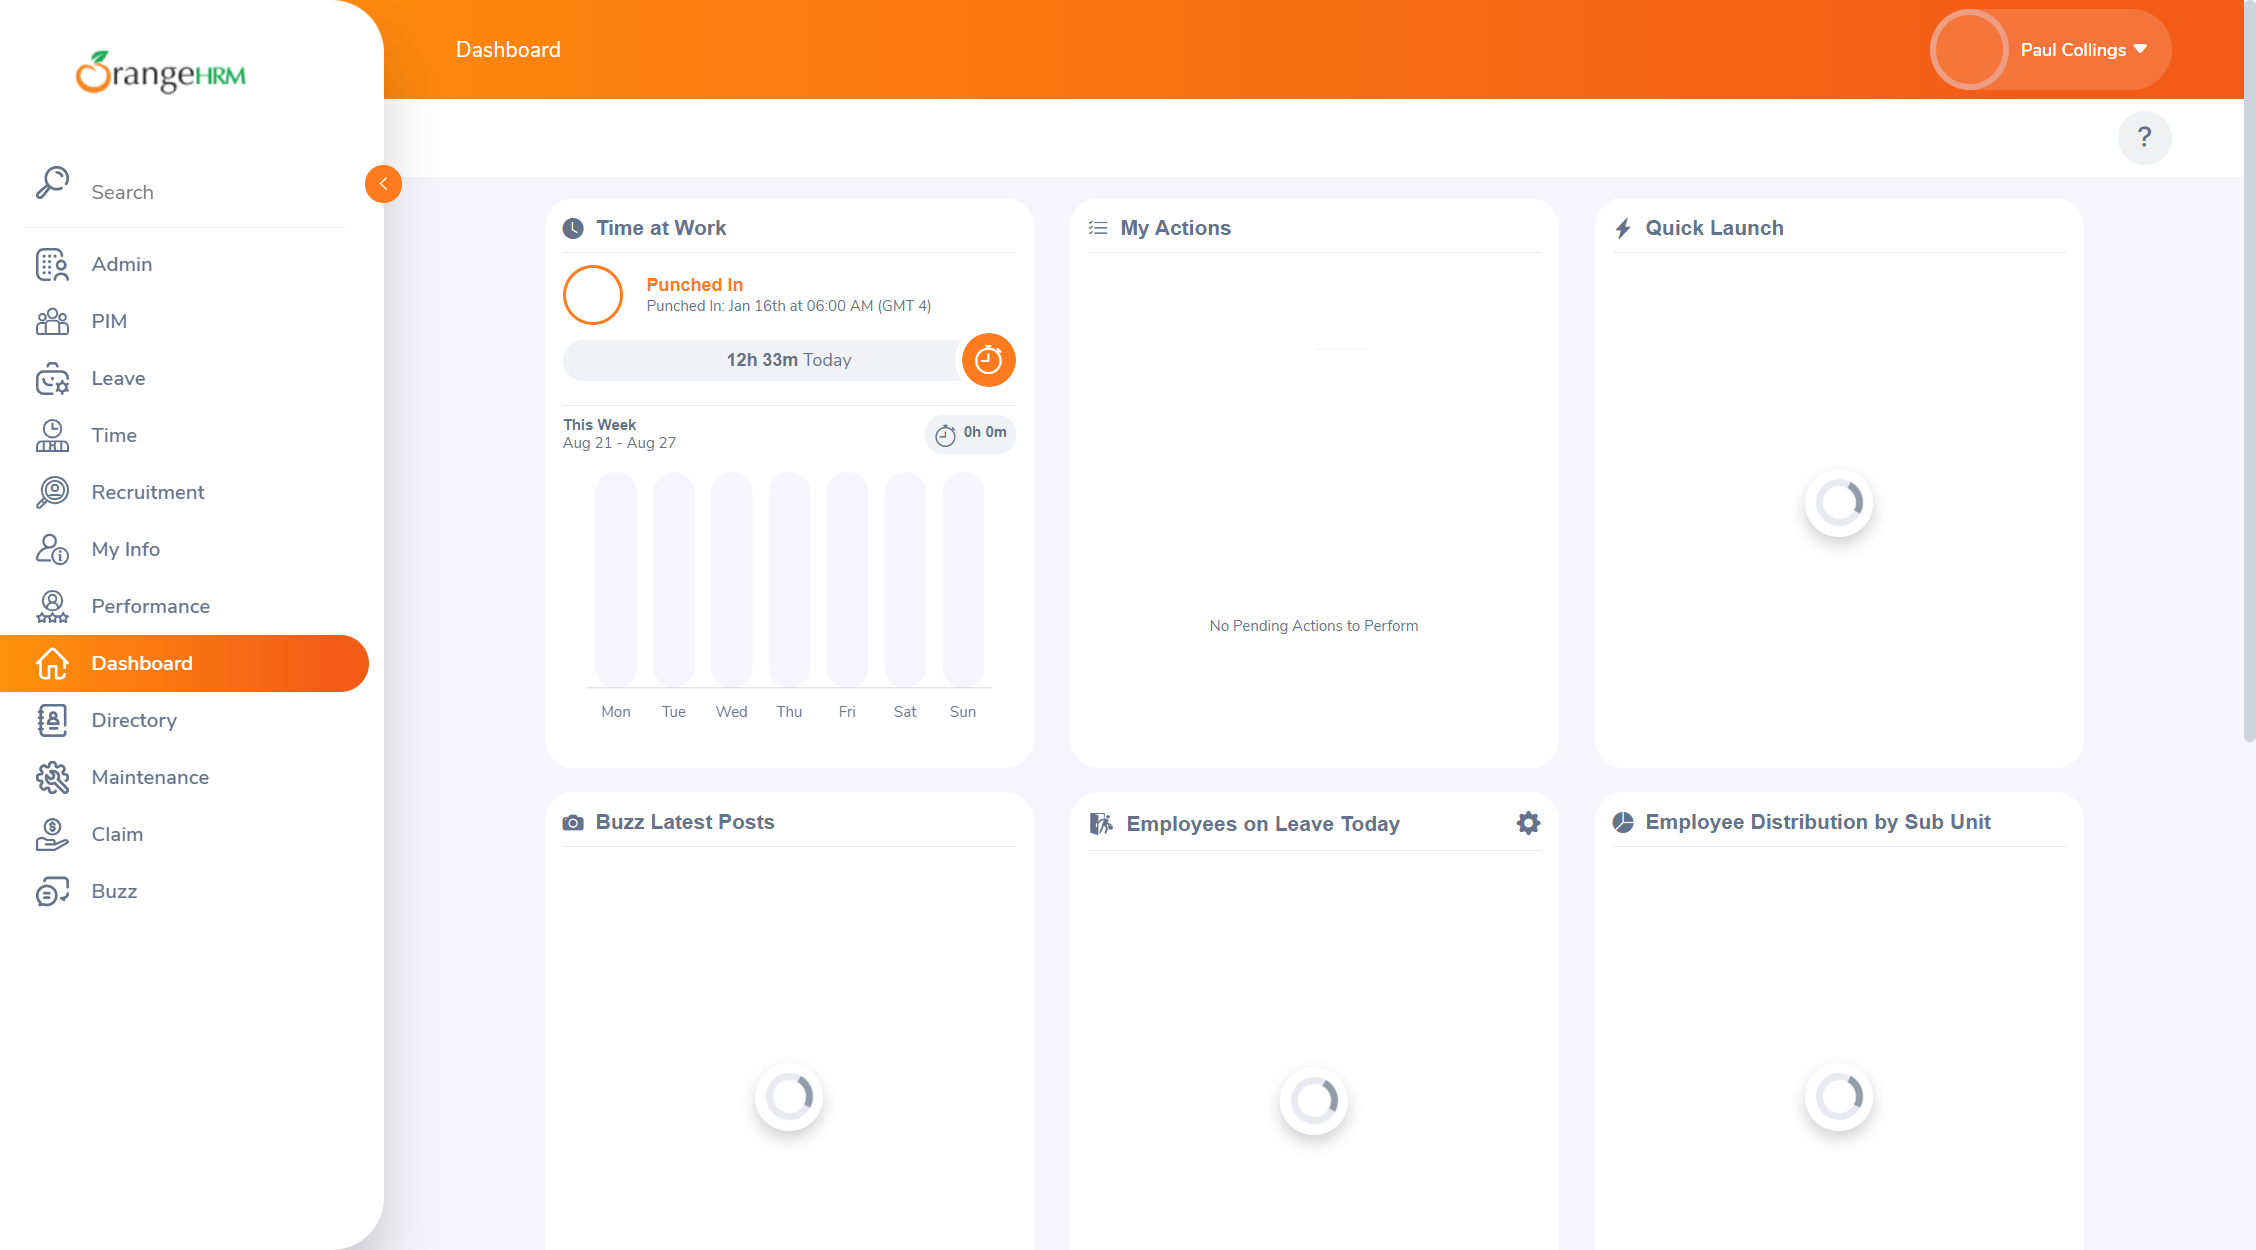 OrangeHRM
Dashboard
Paul Collings
?
Search
Admin
PIM
Leave
Time
Recruitment
My Info
Performance
Dashboard
Directory
Maintenance
Claim
Buzz
Time at Work
Punched In
Punched In: Jan 16th at 06:00 AM (GMT 4)
12h 33m Today
This Week
Aug 21 - Aug 27
0h 0m
Mon Tue Wed Thu Fri Sat Sun
My Actions
No Pending Actions to Perform
Quick Launch
Buzz Latest Posts
Employees on Leave Today
Employee Distribution by Sub Unit